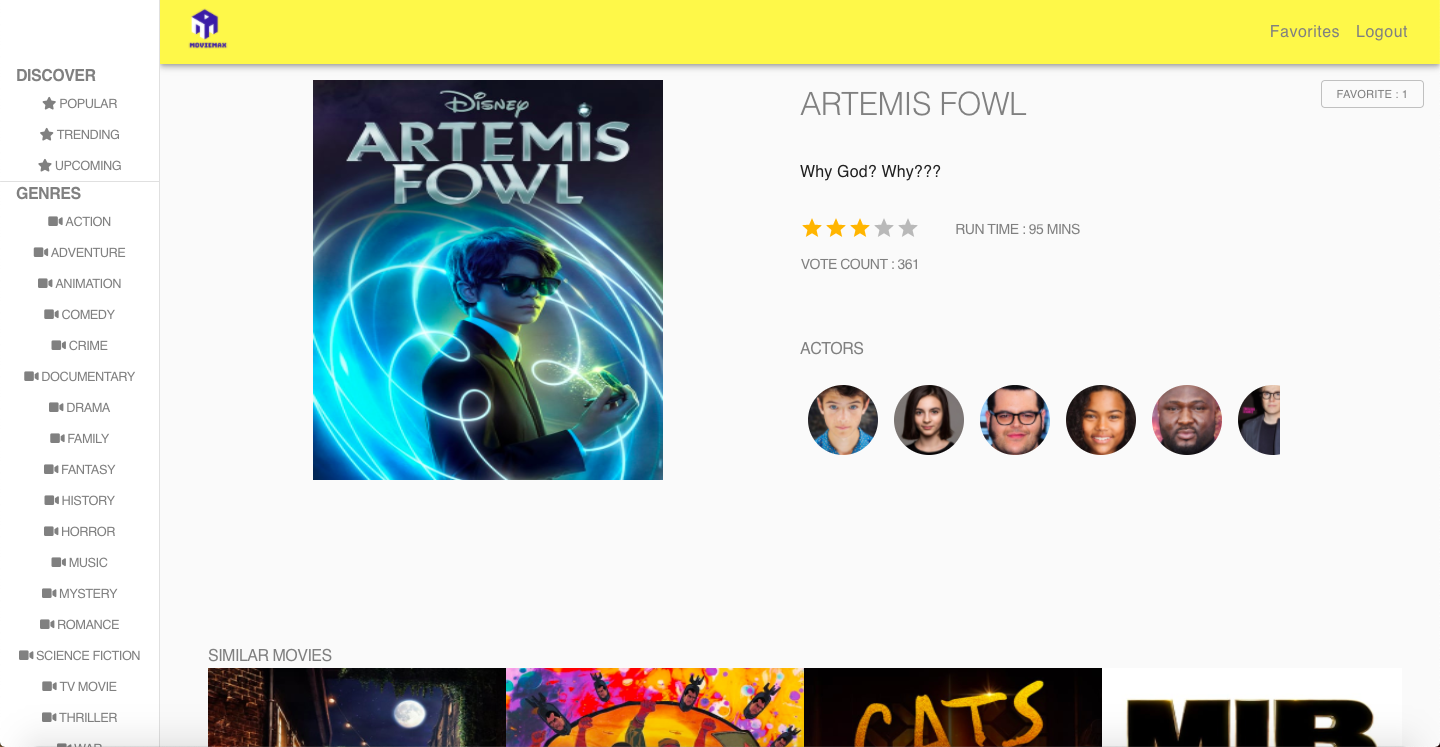 MOVIEMAX
Favorites
Logout
DISCOVER
POPULAR
TRENDING
UPCOMING
GENRES
ACTION
ADVENTURE
ANIMATION
COMEDY
CRIME
DOCUMENTARY
DRAMA
FAMILY
FANTASY
HISTORY
HORROR
MUSIC
MYSTERY
ROMANCE
SCIENCE FICTION
TV MOVIE
THRILLER
WAR
DISNEY
ARTEMIS
FOWL
ARTEMIS FOWL
FAVORITE : 1
Why God? Why???
RUN TIME : 95 MINS
VOTE COUNT : 361
ACTORS
SIMILAR MOVIES
CATS
MIB